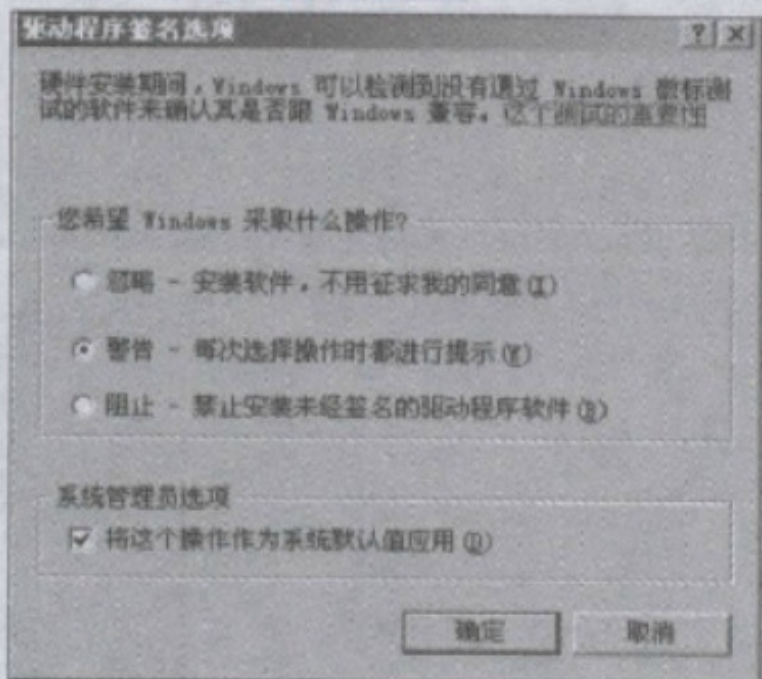 驱动程序签名选项
硬件安装期间，Windows 可以检测到没有通过 Windows 徽标测
试的软件来确认其是否跟 Windows 兼容。这个测试的重要性
您希望 Windows 采取什么操作?
忽略 - 安装软件，不用征求我的同意(I)
警告 - 每次选择操作时都进行提示(W)
阻止 - 禁止安装未经签名的驱动程序软件(B)
系统管理员选项
将这个操作作为系统默认值应用(D)
确定
取消